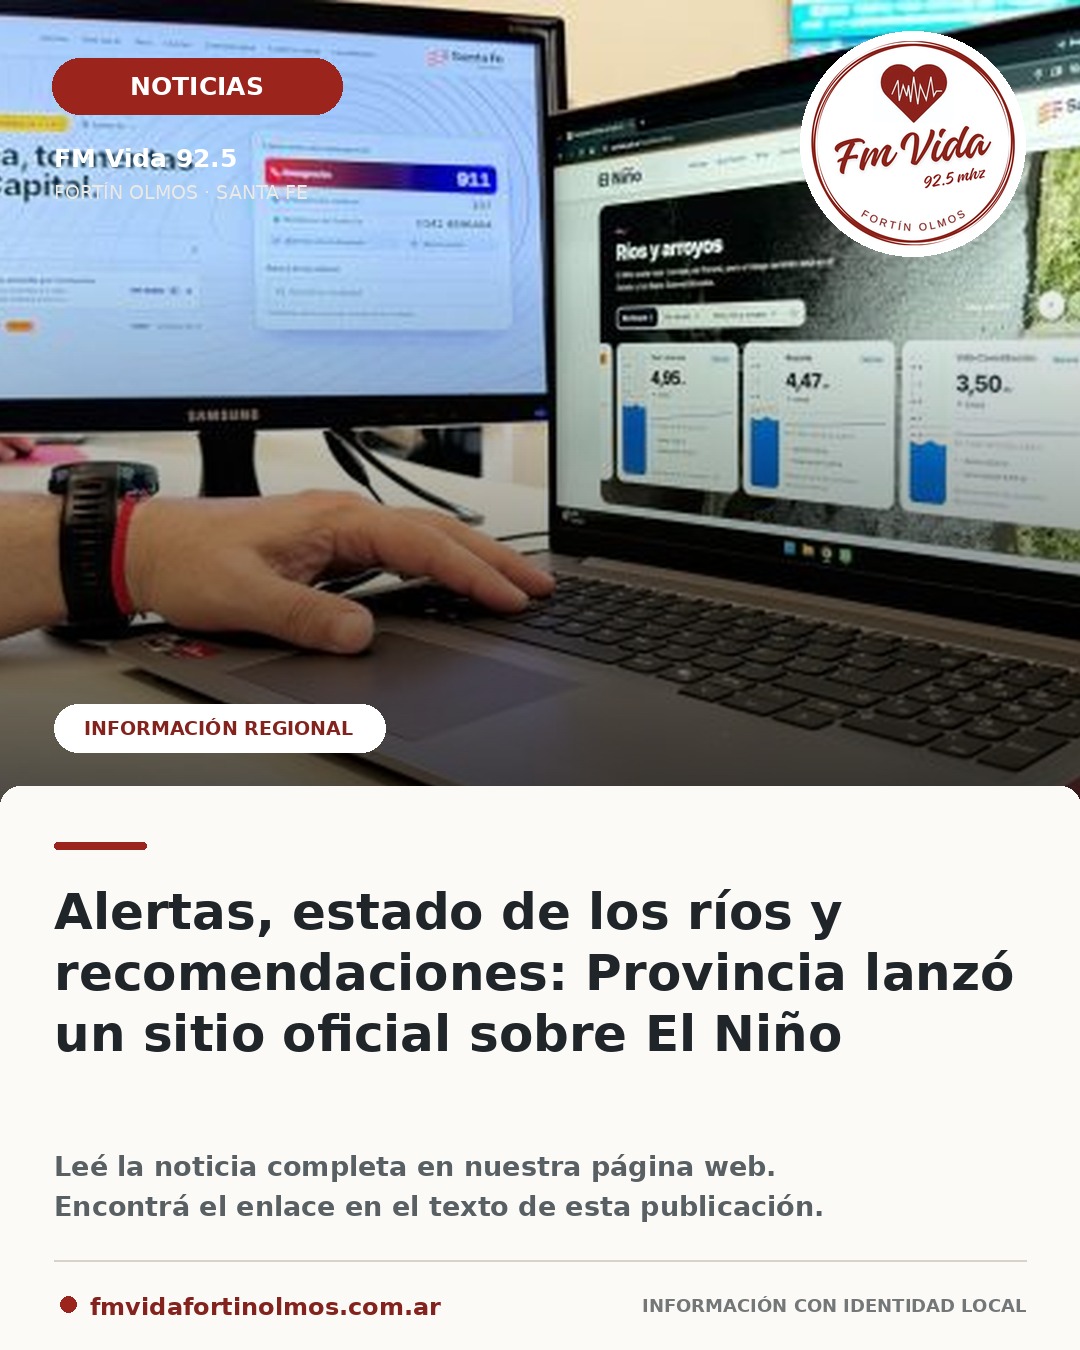 NOTICIAS
FM Vida 92.5
FORTÍN OLMOS · SANTA FE
Santa Fe
911
SAMSUNG
El Niño
Ríos y arroyos
4,95
4,47
3,50
Fm Vida
92.5 mhz
FORTÍN OLMOS
INFORMACIÓN REGIONAL
Alertas, estado de los ríos y
recomendaciones: Provincia lanzó
un sitio oficial sobre El Niño
Leé la noticia completa en nuestra página web.
Encontrá el enlace en el texto de esta publicación.
fmvidafortinolmos.com.ar
INFORMACIÓN CON IDENTIDAD LOCAL